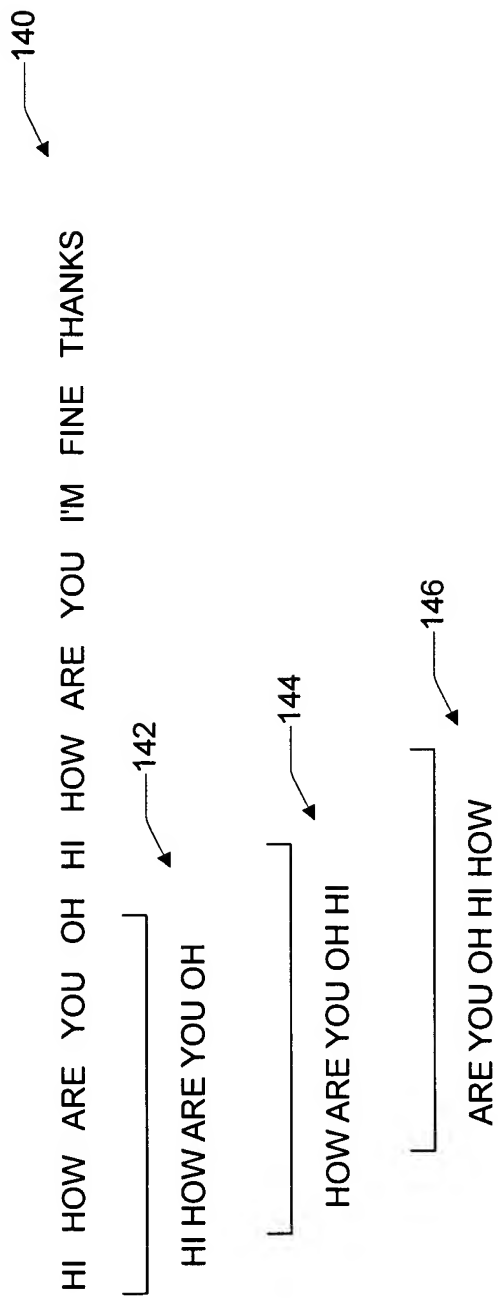 140
HI HOW ARE YOU OH HI HOW ARE YOU I'M FINE THANKS
142
HI HOW ARE YOU OH
144
HOW ARE YOU OH HI
146
ARE YOU OH HI HOW